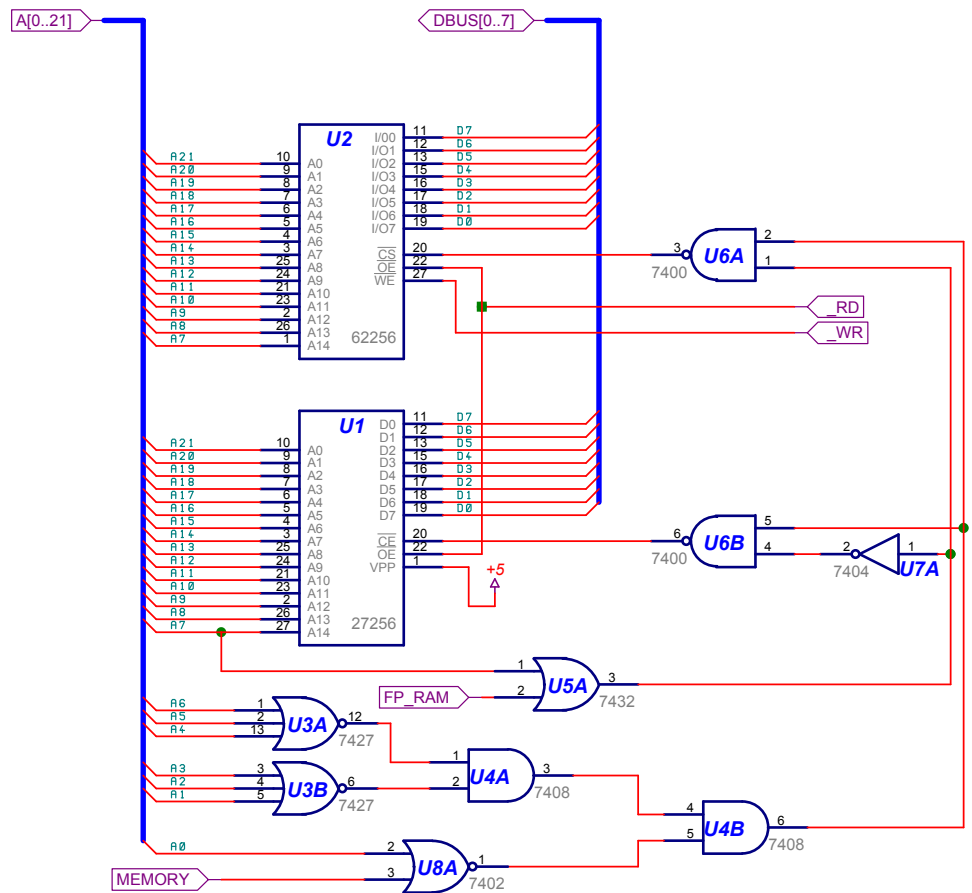 A[0..21] DBUS[0..7]
U2
A21 10 A0 I/00 11 D7
A20 9 A1 I/O1 12 D6
A19 8 A2 I/O2 13 D5
A18 7 A3 I/O3 15 D4
A17 6 A4 I/O4 16 D3
A16 5 A5 I/O5 17 D2
A15 4 A6 I/O6 18 D1
A14 3 A7 I/O7 19 D0
A13 25 A8 CS 20
A12 24 A9 OE 22
A11 21 A10 WE 27
A10 23 A11
A9 2 A12
A8 26 A13
A7 1 A14
62256
3 U6A 2
7400 1
_RD
_WR
U1
A21 10 A0 D0 11 D7
A20 9 A1 D1 12 D6
A19 8 A2 D2 13 D5
A18 7 A3 D3 15 D4
A17 6 A4 D4 16 D3
A16 5 A5 D5 17 D2
A15 4 A6 D6 18 D1
A14 3 A7 D7 19 D0
A13 25 A8 CE 20
A12 24 A9 OE 22
A11 21 A10 VPP 1
A10 23 A11
A9 2 A12
A8 26 A13
A7 27 A14
27256
+5
6 U6B 5
7400 4
2 1
7404 U7A
1 U5A 3
FP_RAM 2 7432
A6 1 U3A 12
A5 2 7427
A4 13
A3 3 U3B 6
A2 4 7427
A1 5
1 U4A 3
2 7408
4 U4B 6
5 7408
A0 2 U8A 1
MEMORY 3 7402